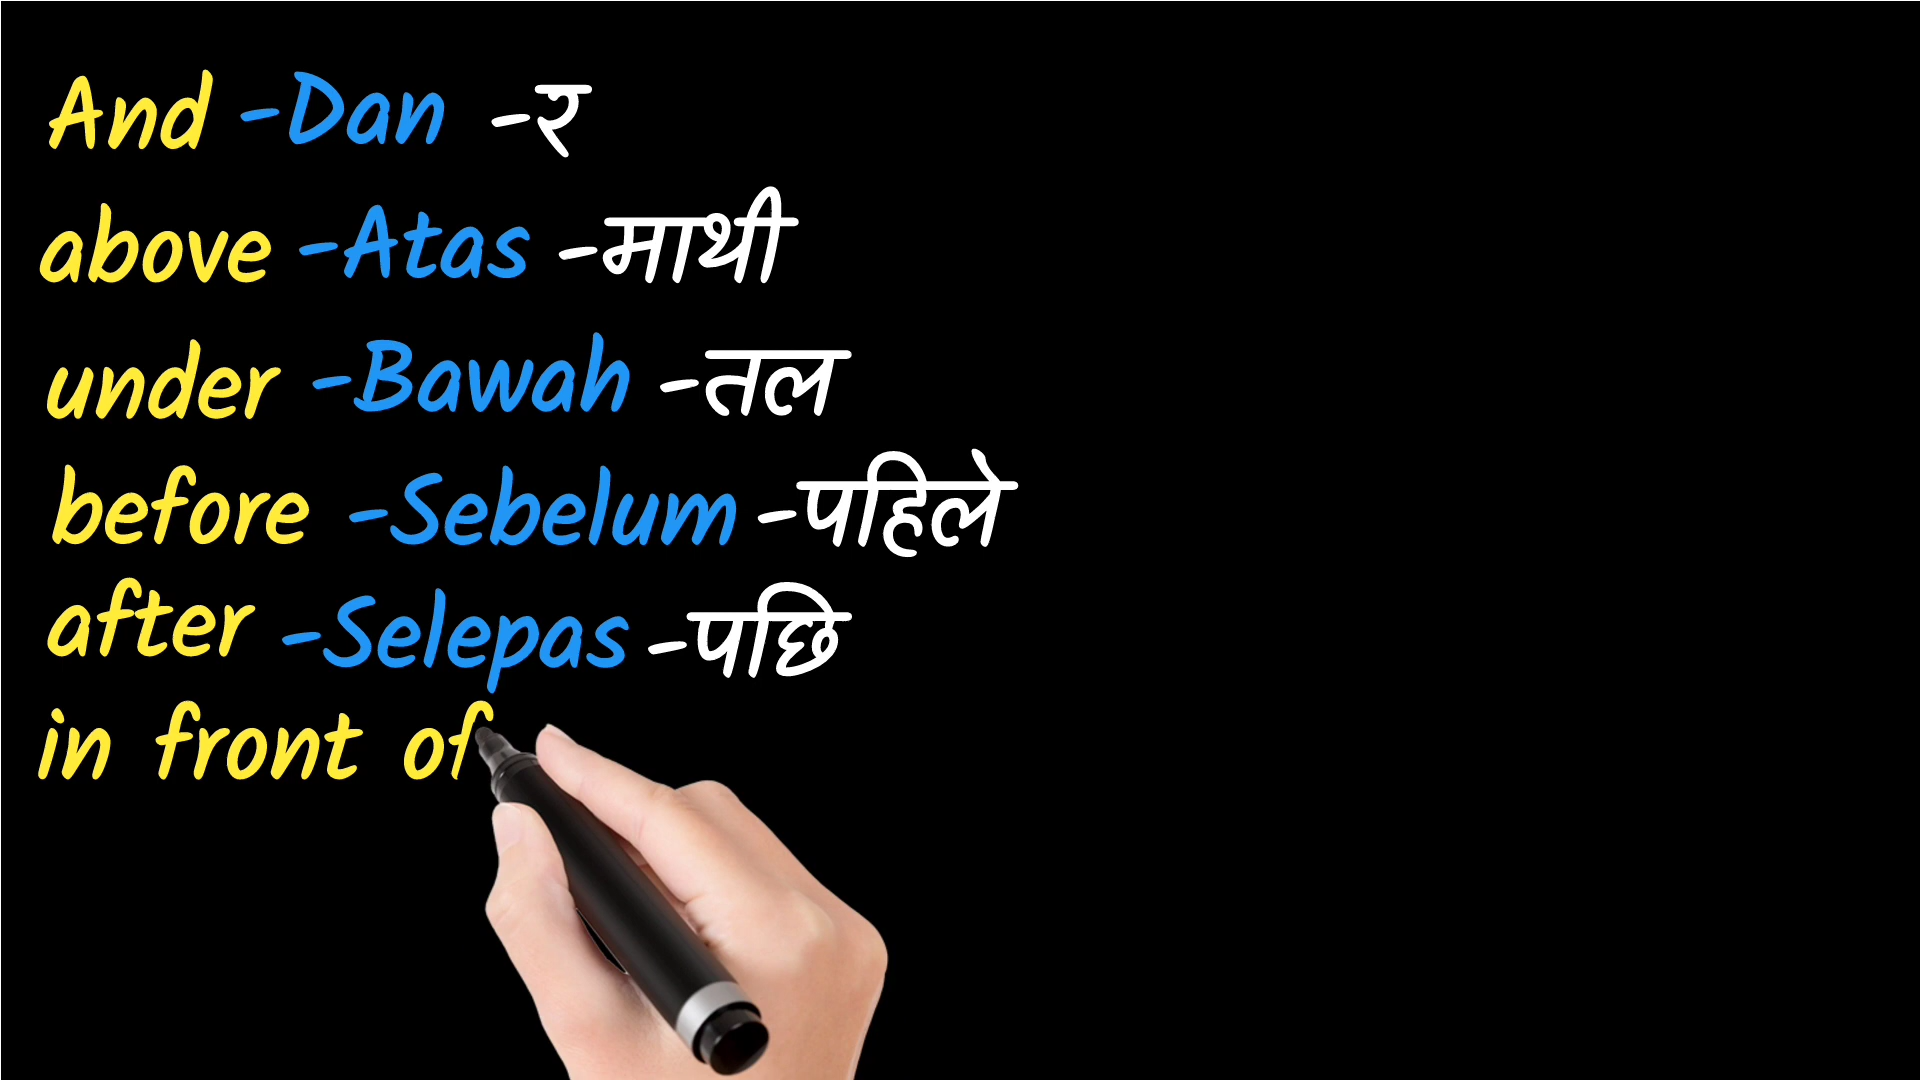 And -Dan -र
above -Atas -माथी
under -Bawah -तल
before -Sebelum -पहिले
after -Selepas -पछि
in front of